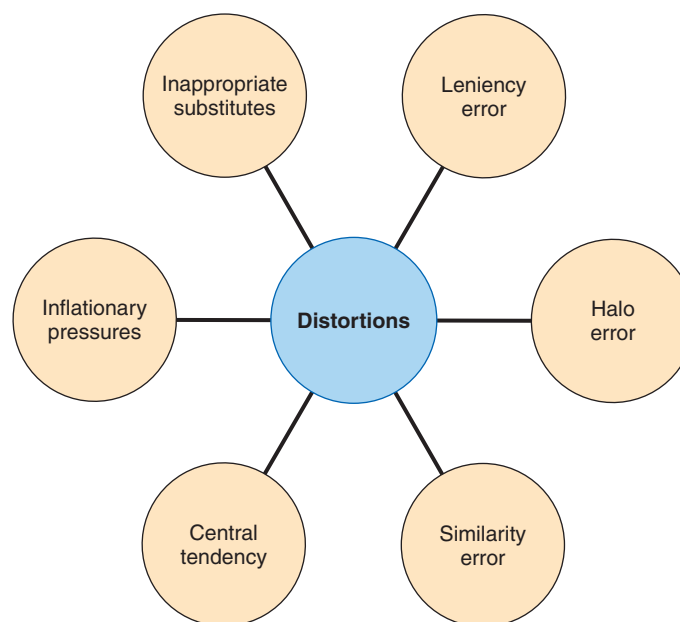 Inappropriate
substitutes
Leniency
error
Inflationary
pressures
Distortions
Halo
error
Central
tendency
Similarity
error